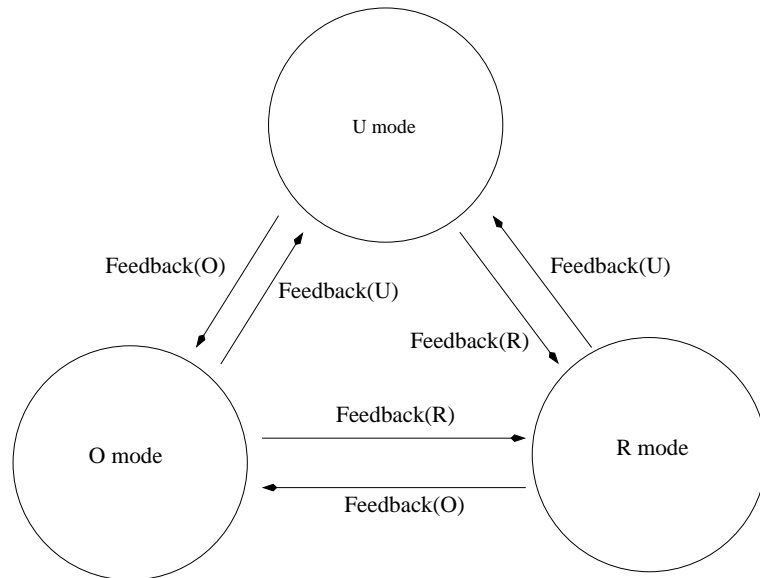 U mode
Feedback(O)
Feedback(U)
Feedback(U)
Feedback(R)
Feedback(R)
O mode
R mode
Feedback(O)